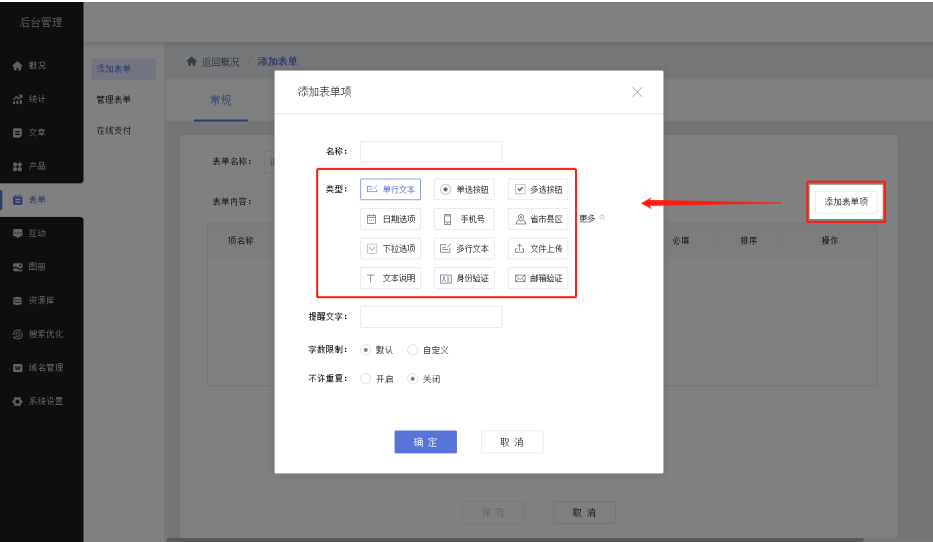 后台管理
概况
统计
文章
产品
表单
互动
图册
资源库
搜索优化
域名管理
系统设置
添加表单
管理表单
在线支付
返回概况 / 添加表单
常规
表单名称:
表单内容:
添加表单项
项名称
必填
排序
操作
添加表单项
名称:
类型:
单行文本 单选按钮 多选按钮
日期选项 手机号 省市县区 更多
下拉选项 多行文本 文件上传
文本说明 身份验证 邮箱验证
提醒文字:
字数限制: 默认 自定义
不许重复: 开启 关闭
确定 取消
保存 取消